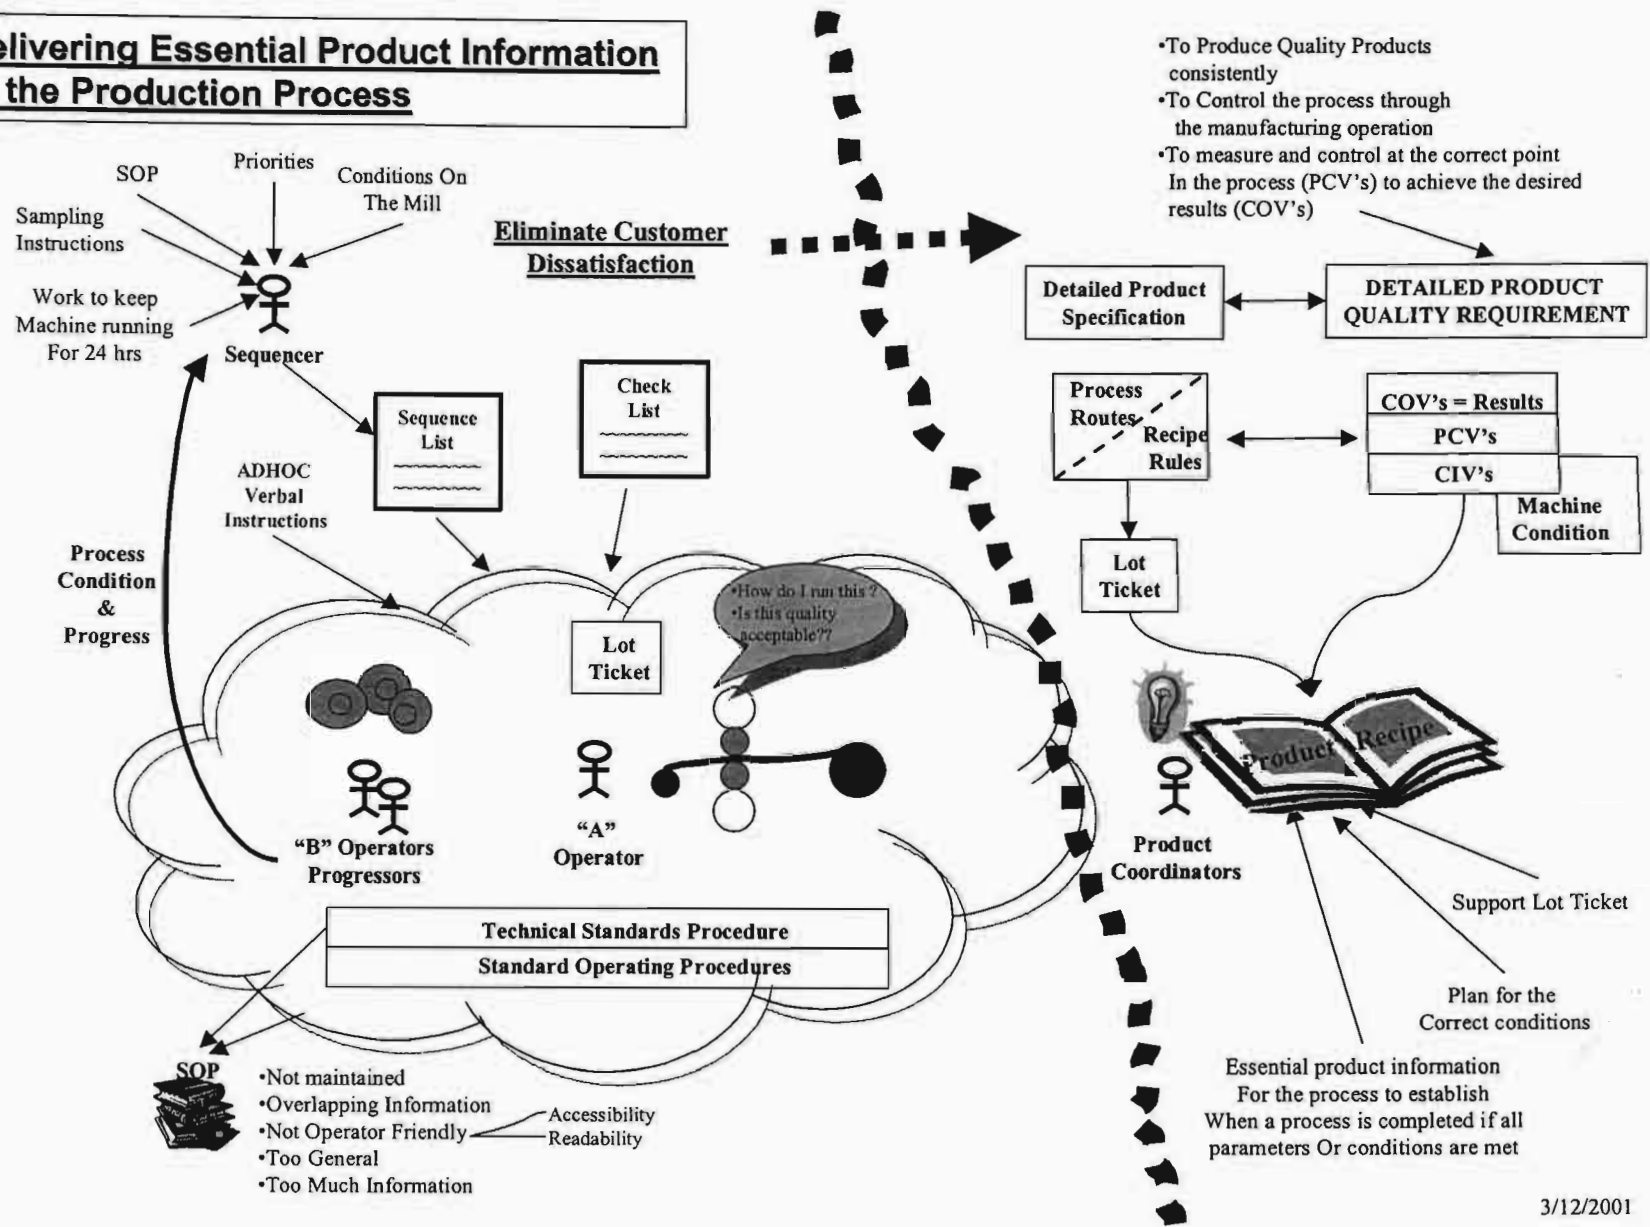 elivering Essential Product Information
the Production Process
SOP
Priorities
Conditions On
The Mill
Sampling
Instructions
Work to keep
Machine running
For 24 hrs
Sequencer
Eliminate Customer
Dissatisfaction
Sequence
List
Check
List
ADHOC
Verbal
Instructions
Process
Condition
&
Progress
Lot
Ticket
•How do I run this ?
•Is this quality
acceptable??
"B" Operators
Progressors
"A"
Operator
Technical Standards Procedure
Standard Operating Procedures
SOP
•Not maintained
•Overlapping Information
•Not Operator Friendly
•Too General
•Too Much Information
Accessibility
Readability
•To Produce Quality Products
consistently
•To Control the process through
the manufacturing operation
•To measure and control at the correct point
In the process (PCV's) to achieve the desired
results (COV's)
Detailed Product
Specification
DETAILED PRODUCT
QUALITY REQUIREMENT
Process
Routes
Recipe
Rules
COV's = Results
PCV's
CIV's
Machine
Condition
Lot
Ticket
Product Recipe
Product
Coordinators
Support Lot Ticket
Plan for the
Correct conditions
Essential product information
For the process to establish
When a process is completed if all
parameters Or conditions are met
3/12/2001